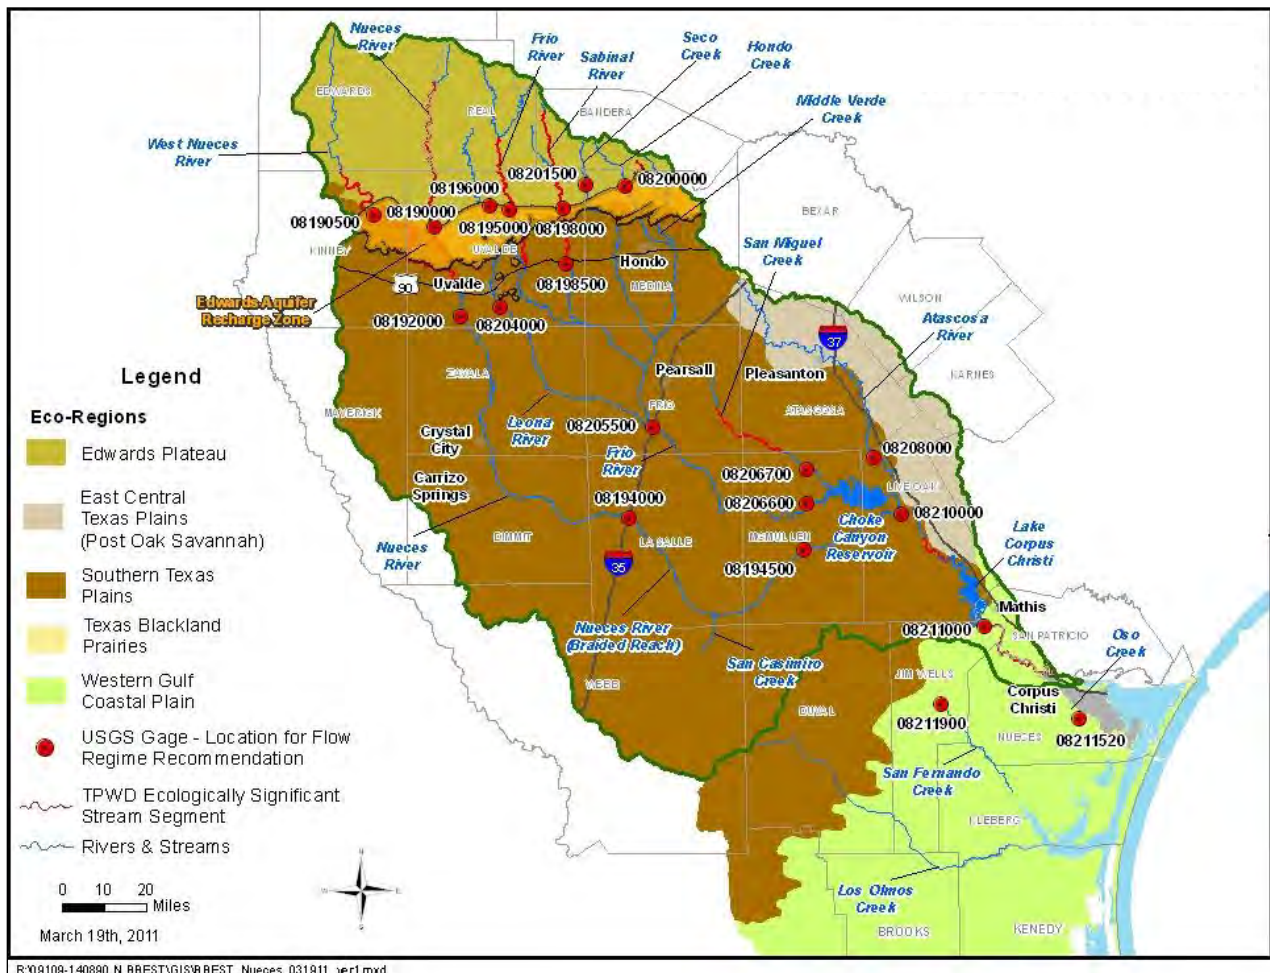 Nueces
River
Frio
River
Sabinal
River
Seco
Creek
Hondo
Creek
Middle Verde
Creek
EDWARDS
REAL
BANDERA
West Nueces
River
08201500
08200000
08196000
08190500
08190000
08195000
08198000
BEXAR
San Miguel
Creek
KINNEY
UVALDE
Hondo
MEDINA
90
Uvalde
08198500
Edwards Aquifer
Recharge Zone
08192000
08204000
WILSON
Atascosa
River
37
Pearsall
Pleasanton
KARNES
ZAVALA
MAVERICK
FRIO
ATASCOSA
Crystal
City
Leona
River
08205500
Frio
River
08208000
Carrizo
Springs
08206700
08194000
08206600
LIVE OAK
08210000
Choke
Canyon
Reservoir
Lake
Corpus
Christi
Nueces
River
DIMMIT
LA SALLE
McMULLEN
35
08194500
Mathis
Nueces River
(Braided Reach)
08211000
SAN PATRICIO
Oso
Creek
San Casimiro
Creek
WEBB
JIM WELLS
DUVAL
Corpus
Christi
08211900
NUECES
08211520
San Fernando
Creek
KLEBERG
Los Olmos
Creek
BROOKS
KENEDY
Legend
Eco-Regions
Edwards Plateau
East Central
Texas Plains
(Post Oak Savannah)
Southern Texas
Plains
Texas Blackland
Prairies
Western Gulf
Coastal Plain
USGS Gage - Location for Flow
Regime Recommendation
TPWD Ecologically Significant
Stream Segment
Rivers & Streams
0 10 20
Miles
N
W E
S
March 19th, 2011
R:\09109-140890_N_BBEST\GIS\BBEST_Nueces_031911_ver1.mxd